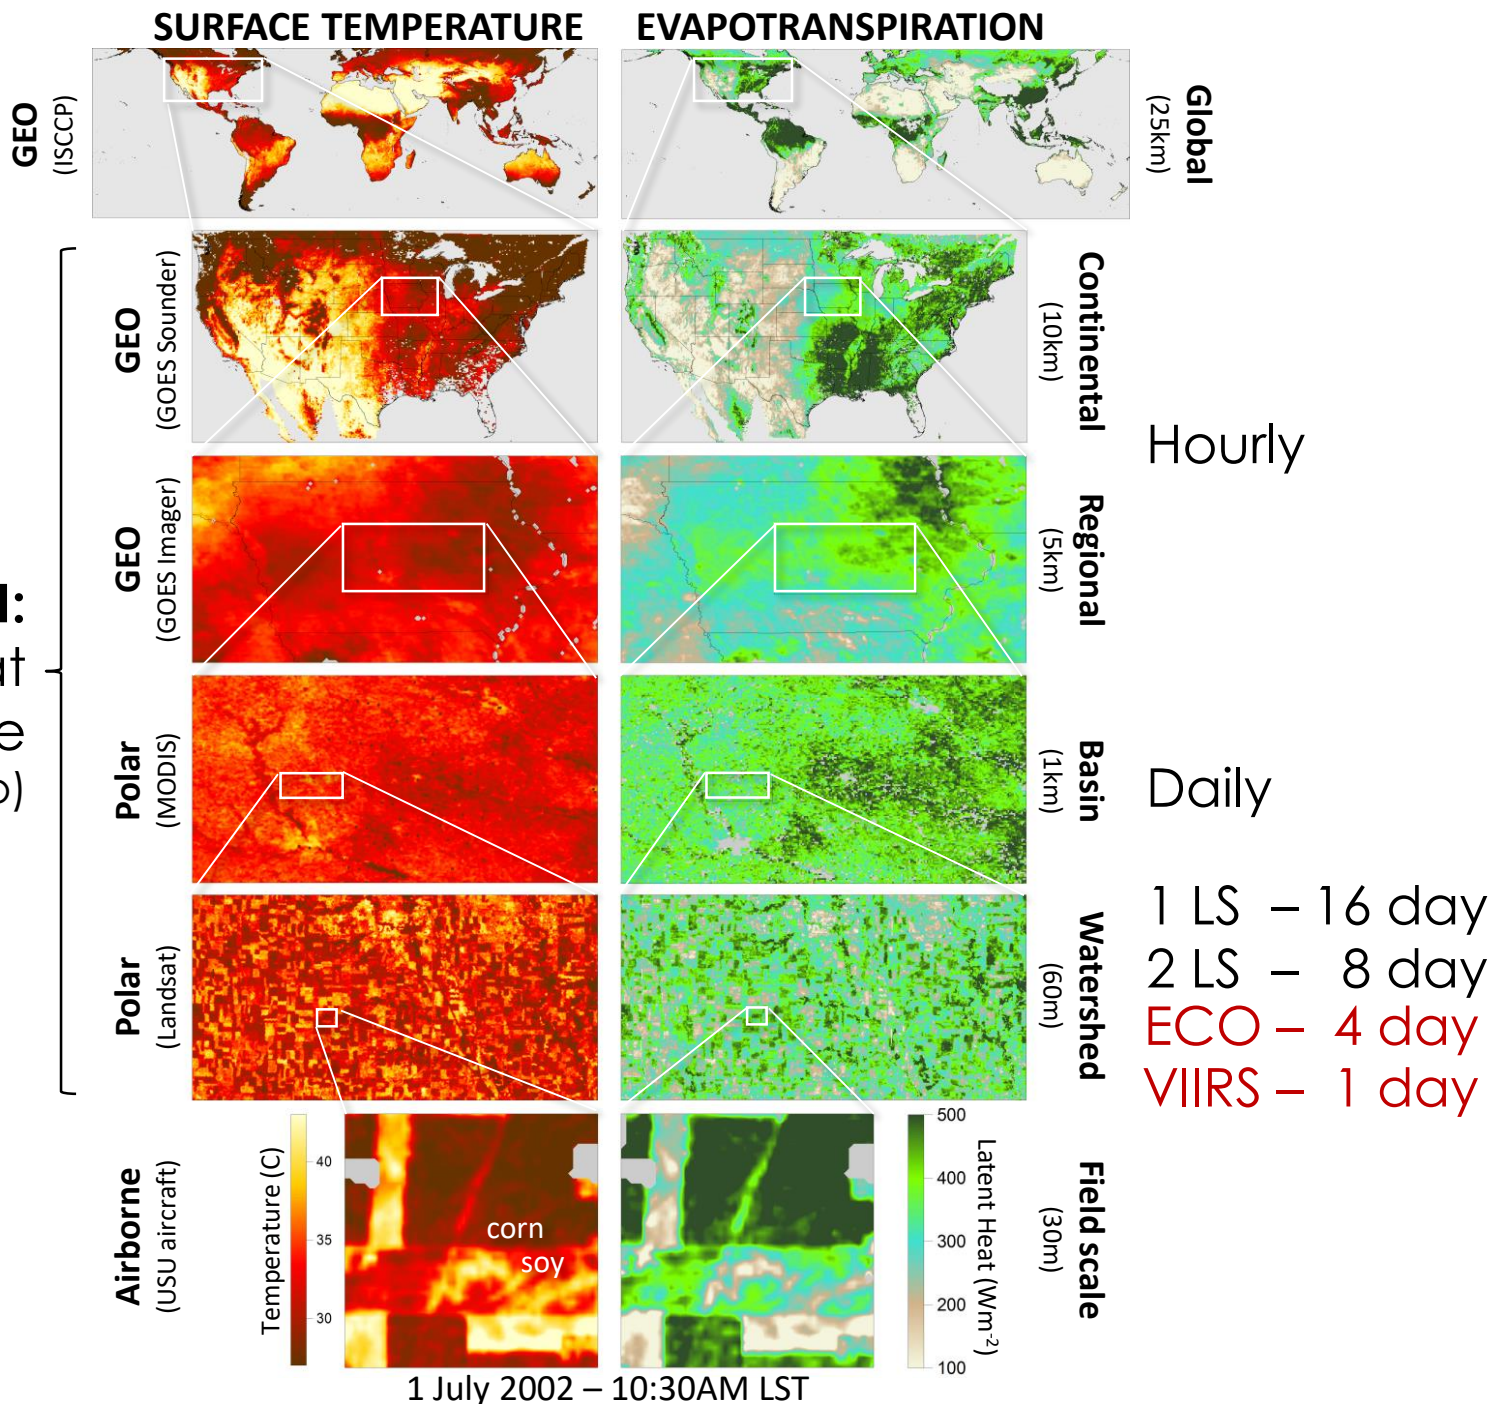 SURFACE TEMPERATURE
EVAPOTRANSPIRATION
GEO
(ISCCP)
Global
(25km)
GEO
(GOES Sounder)
Continental
(10km)
Hourly
GEO
(GOES Imager)
Regional
(5km)
Polar
(MODIS)
Basin
(1km)
Daily
Polar
(Landsat)
Watershed
(60m)
1 LS – 16 day
2 LS – 8 day
ECO – 4 day
VIIRS – 1 day
Airborne
(USU aircraft)
Temperature (C)
40
35
30
corn
soy
500
400
300
200
100
Latent Heat (Wm-2)
Field scale
(30m)
1 July 2002 – 10:30AM LST